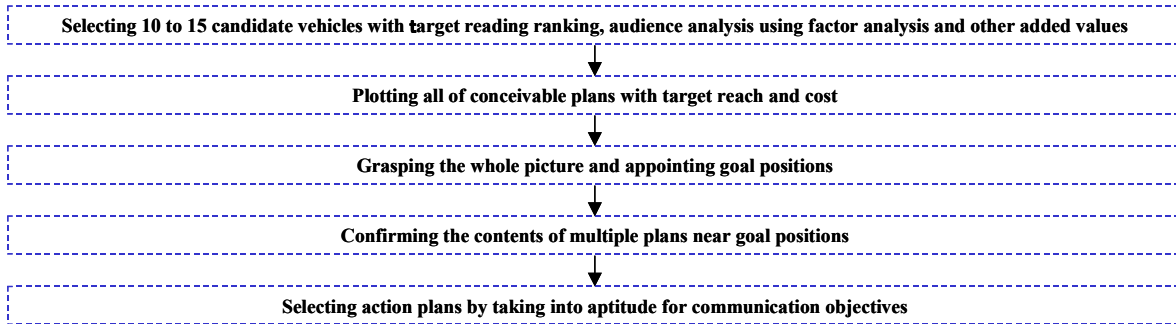 Selecting 10 to 15 candidate vehicles with target reading ranking, audience analysis using factor analysis and other added values
Plotting all of conceivable plans with target reach and cost
Grasping the whole picture and appointing goal positions
Confirming the contents of multiple plans near goal positions
Selecting action plans by taking into aptitude for communication objectives